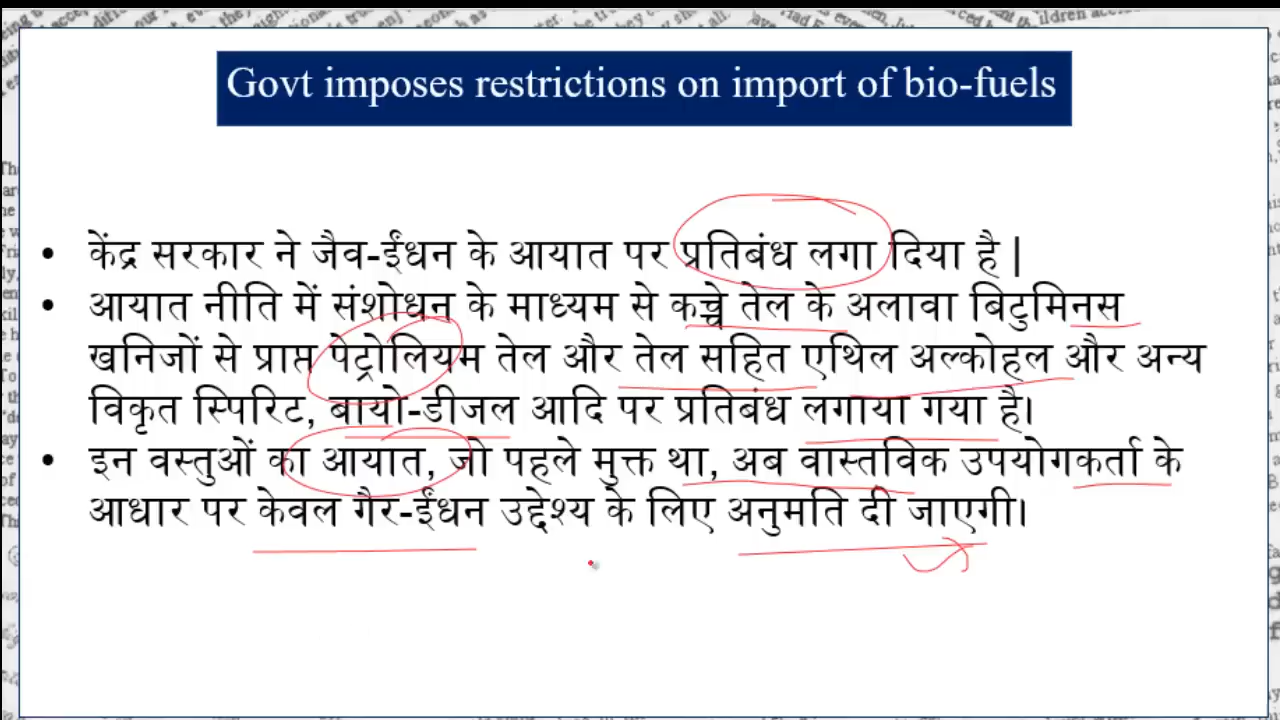 Govt imposes restrictions on import of bio-fuels
• केंद्र सरकार ने जैव-ईंधन के आयात पर प्रतिबंध लगा दिया है |
• आयात नीति में संशोधन के माध्यम से कच्चे तेल के अलावा बिटुमिनस
खनिजों से प्राप्त पेट्रोलियम तेल और तेल सहित एथिल अल्कोहल और अन्य
विकृत स्पिरिट, बायो-डीजल आदि पर प्रतिबंध लगाया गया है।
• इन वस्तुओं का आयात, जो पहले मुक्त था, अब वास्तविक उपयोगकर्ता के
आधार पर केवल गैर-ईंधन उद्देश्य के लिए अनुमति दी जाएगी।